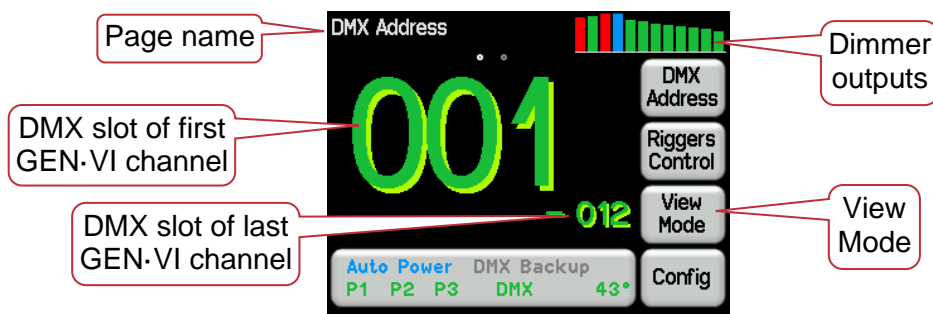 Page name
DMX Address
Dimmer
outputs
DMX slot of first
GEN·VI channel
001
DMX
Address
Riggers
Control
DMX slot of last
GEN·VI channel
- 012
View
Mode
View
Mode
Auto Power DMX Backup
P1 P2 P3 DMX 43°
Config